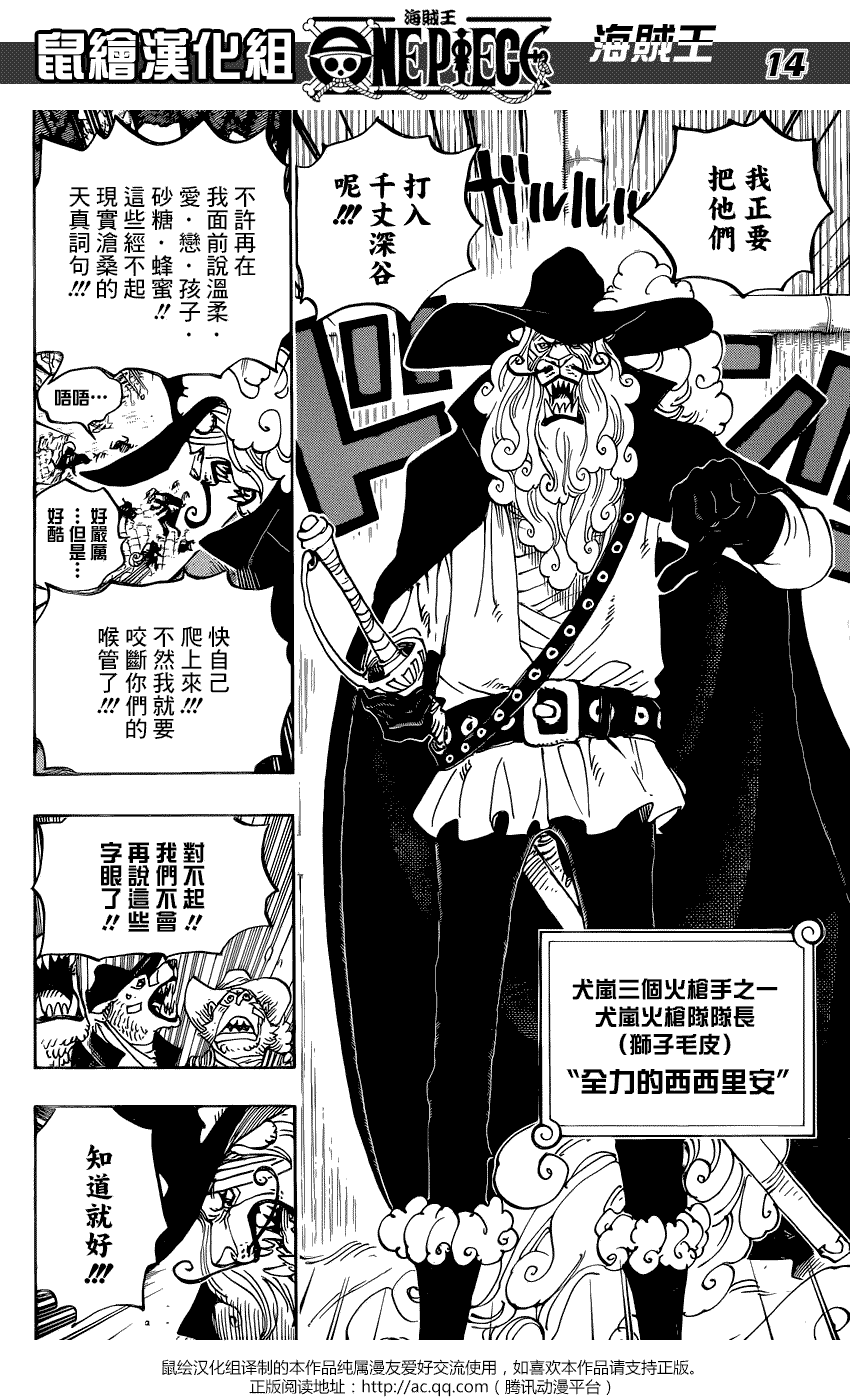 鼠繪漢化組
海賊王
ONE PIECE
海賊王
14
我正要
把他們
打入
千丈深谷
呢!!!
ガルルルル
ドドドン
犬嵐三個火槍手之一
犬嵐火槍隊隊長
（獅子毛皮）
“全力的西西里安”
不許再在
我面前說溫柔·
愛·戀·孩子·
砂糖·蜂蜜!!
這些經不起
現實滄桑的
天真詞句!!!
唔唔…
好嚴厲
…但是…
好酷
快自己
爬上來!!!
不然我就要
咬斷你們的
喉管了!!!
對不起!!
我們不會
再說這些
字眼了!!
知道就好!!!
鼠绘汉化组译制的本作品纯属漫友爱好交流使用，如喜欢本作品请支持正版。
正版阅读地址：http://ac.qq.com（腾讯动漫平台）